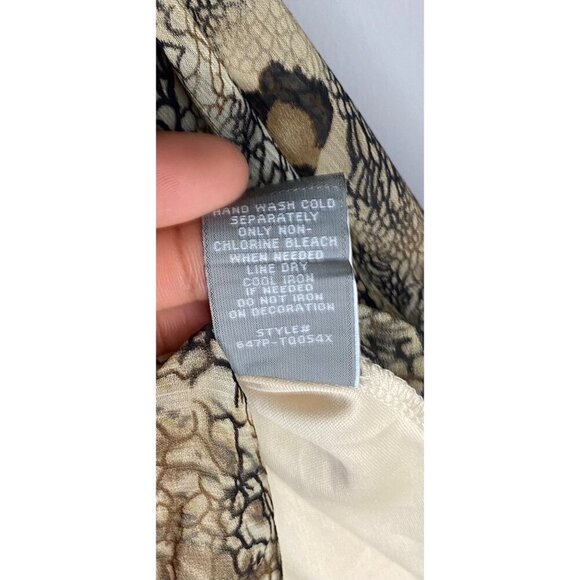 HAND WASH COLD
SEPARATELY
ONLY NON-
CHLORINE BLEACH
WHEN NEEDED
LINE DRY
COOL IRON
IF NEEDED
DO NOT IRON
ON DECORATION
STYLE#
647P-TQ054X